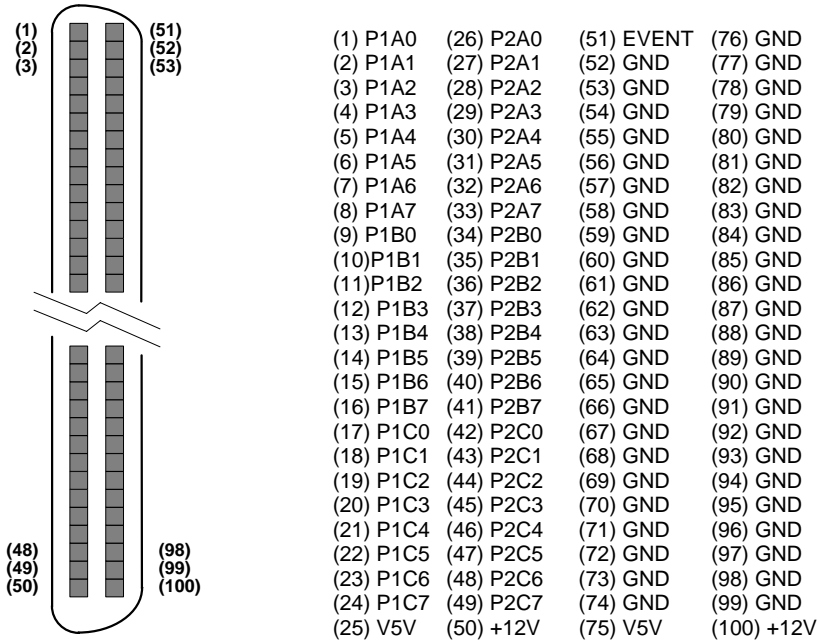 (1) (51)
(2) (52)
(3) (53)
(48) (98)
(49) (99)
(50) (100)
(1) P1A0 (26) P2A0 (51) EVENT (76) GND
(2) P1A1 (27) P2A1 (52) GND (77) GND
(3) P1A2 (28) P2A2 (53) GND (78) GND
(4) P1A3 (29) P2A3 (54) GND (79) GND
(5) P1A4 (30) P2A4 (55) GND (80) GND
(6) P1A5 (31) P2A5 (56) GND (81) GND
(7) P1A6 (32) P2A6 (57) GND (82) GND
(8) P1A7 (33) P2A7 (58) GND (83) GND
(9) P1B0 (34) P2B0 (59) GND (84) GND
(10)P1B1 (35) P2B1 (60) GND (85) GND
(11)P1B2 (36) P2B2 (61) GND (86) GND
(12) P1B3 (37) P2B3 (62) GND (87) GND
(13) P1B4 (38) P2B4 (63) GND (88) GND
(14) P1B5 (39) P2B5 (64) GND (89) GND
(15) P1B6 (40) P2B6 (65) GND (90) GND
(16) P1B7 (41) P2B7 (66) GND (91) GND
(17) P1C0 (42) P2C0 (67) GND (92) GND
(18) P1C1 (43) P2C1 (68) GND (93) GND
(19) P1C2 (44) P2C2 (69) GND (94) GND
(20) P1C3 (45) P2C3 (70) GND (95) GND
(21) P1C4 (46) P2C4 (71) GND (96) GND
(22) P1C5 (47) P2C5 (72) GND (97) GND
(23) P1C6 (48) P2C6 (73) GND (98) GND
(24) P1C7 (49) P2C7 (74) GND (99) GND
(25) V5V (50) +12V (75) V5V (100) +12V